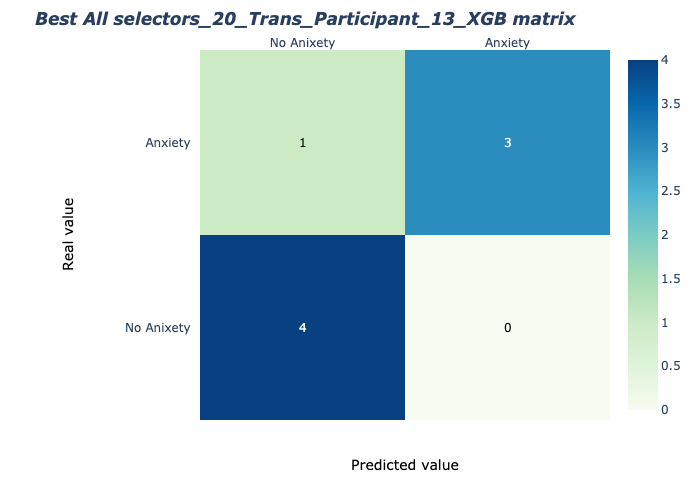 Best All selectors_20_Trans_Participant_13_XGB matrix
No Anixety Anxiety
4
3.5
3
2.5
2
1.5
1
0.5
0
Anxiety 1 3
No Anixety 4 0
Real value
Predicted value